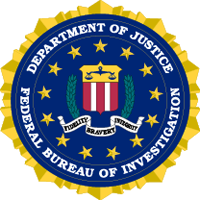 DEPARTMENT OF JUSTICE
FIDELITY BRAVERY INTEGRITY
FEDERAL BUREAU OF INVESTIGATION